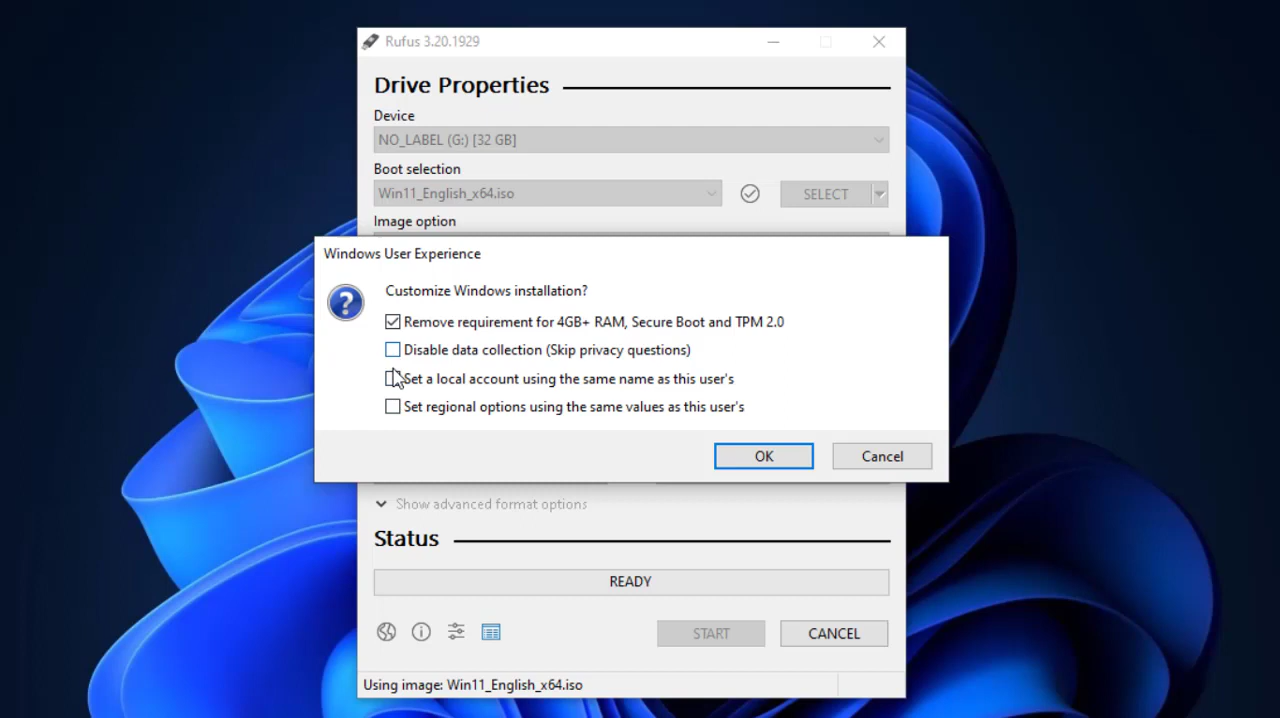 Rufus 3.20.1929
Drive Properties
Device
NO_LABEL (G:) [32 GB]
Boot selection
Win11_English_x64.iso
SELECT
Image option
Windows User Experience
Customize Windows installation?
Remove requirement for 4GB+ RAM, Secure Boot and TPM 2.0
Disable data collection (Skip privacy questions)
Set a local account using the same name as this user's
Set regional options using the same values as this user's
OK Cancel
Show advanced format options
Status
READY
START CANCEL
Using image: Win11_English_x64.iso